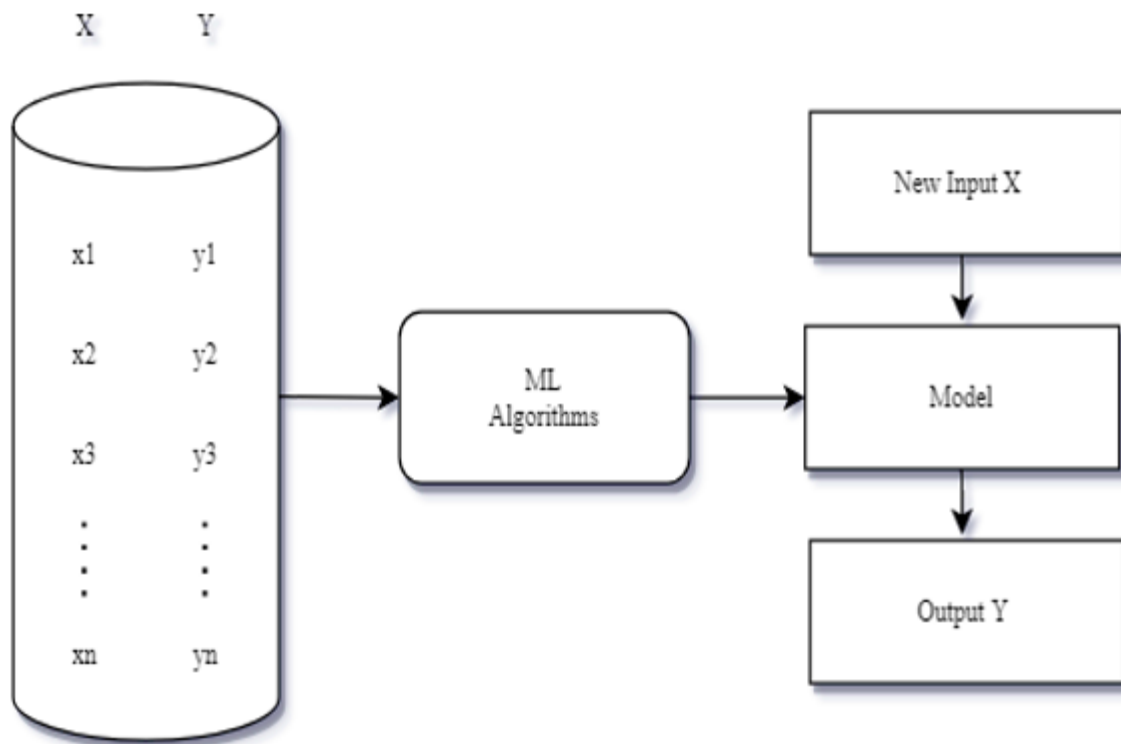 X Y
x1 y1
x2 y2
x3 y3
xn yn
ML
Algorithms
New Input X
Model
Output Y